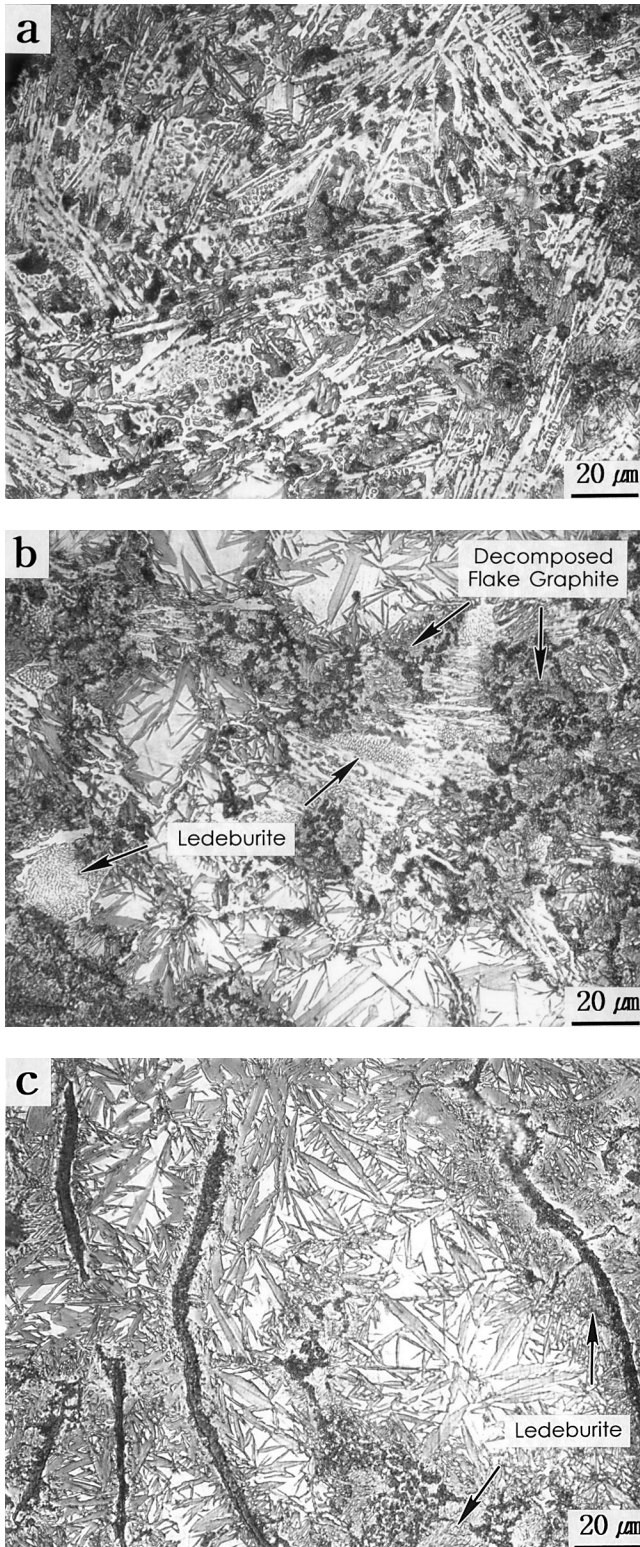 a
20 μm
b
Decomposed
Flake Graphite
Ledeburite
20 μm
c
Ledeburite
20 μm